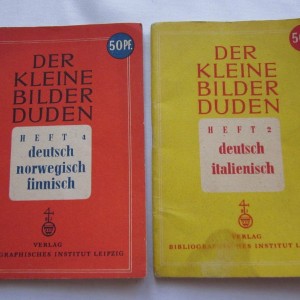 50Pf.
DER
KLEINE
BILDER
DUDEN
HEFT 4
deutsch
norwegisch
finnisch
VERLAG
GRAPHISCHES INSTITUT LEIPZIG
50
DER
KLEINE
BILDER
DUDEN
HEFT 2
deutsch
italienisch
VERLAG
BIBLIOGRAPHISCHES INSTITUT L